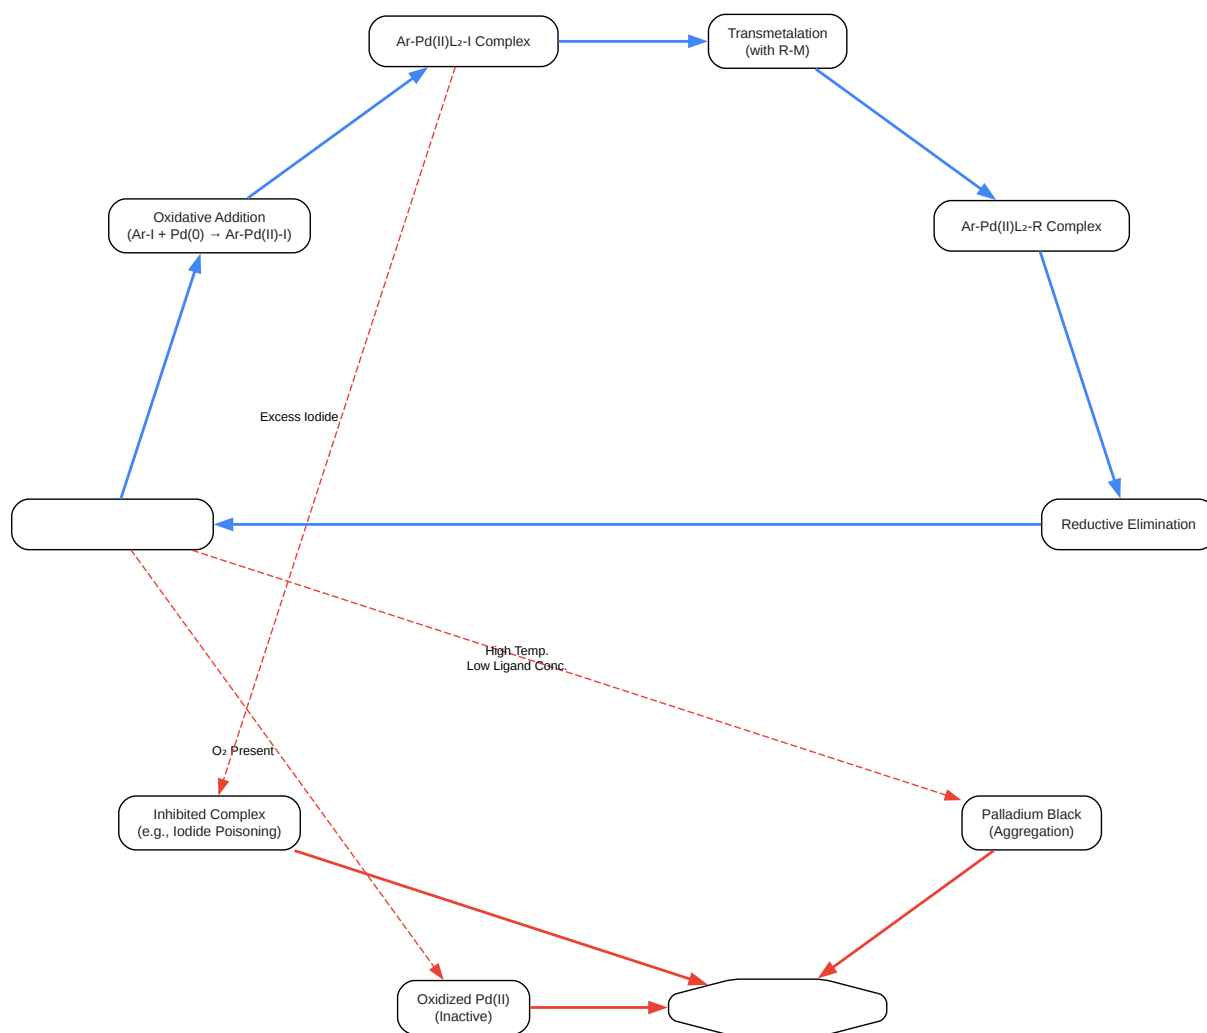 Ar-Pd(II)L₂-I Complex
Transmetalation
(with R-M)
Oxidative Addition
(Ar-I + Pd(0) → Ar-Pd(II)-I)
Ar-Pd(II)L₂-R Complex
Excess Iodide
Reductive Elimination
High Temp.
Low Ligand Conc.
O₂ Present
Inhibited Complex
(e.g., Iodide Poisoning)
Palladium Black
(Aggregation)
Oxidized Pd(II)
(Inactive)